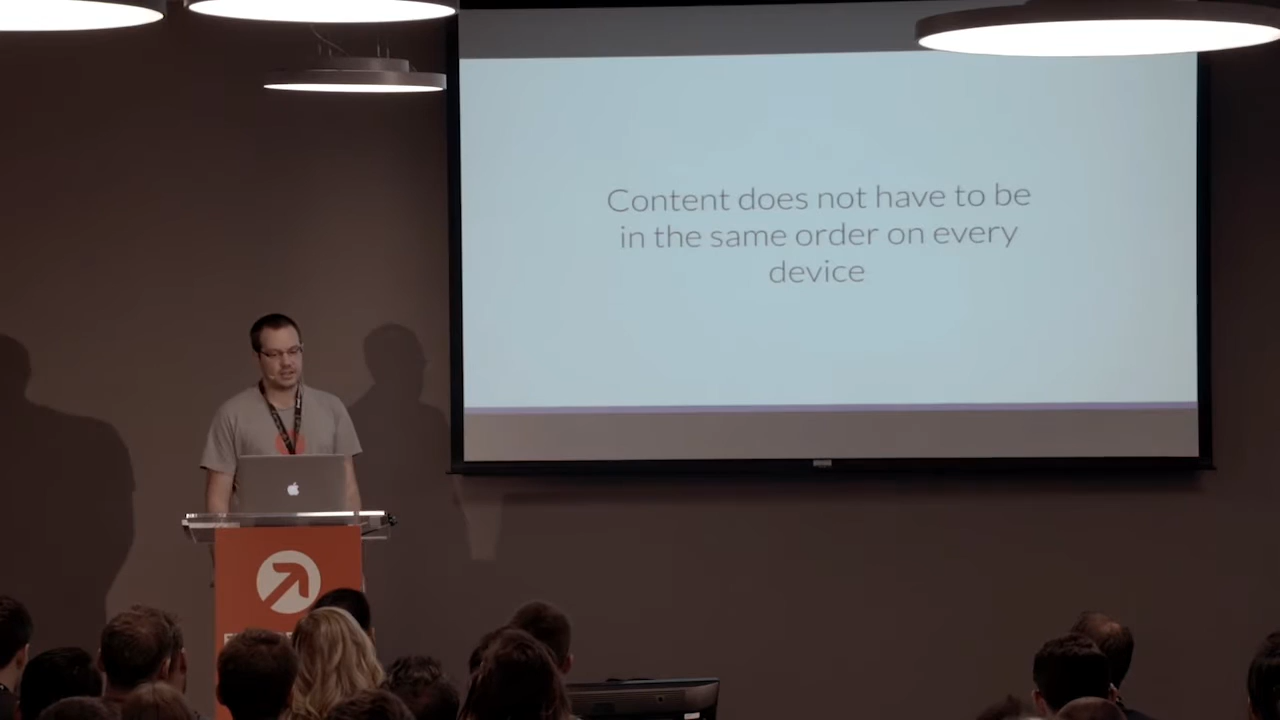 Content does not have to be
in the same order on every
device